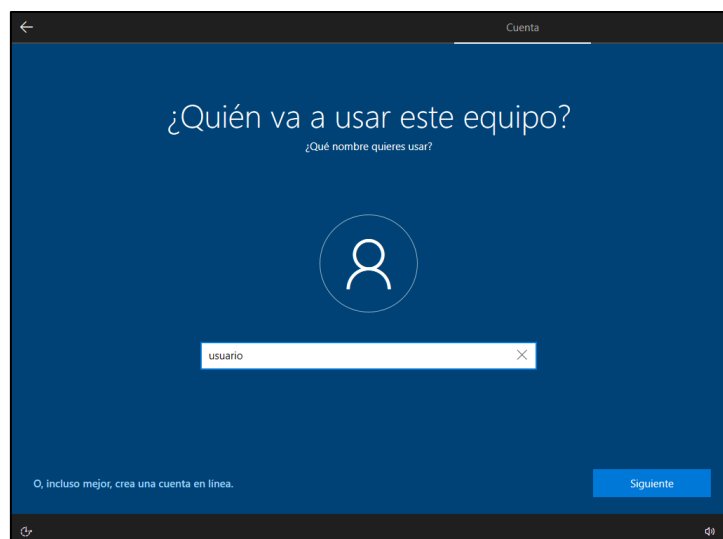 Cuenta
¿Quién va a usar este equipo?
¿Qué nombre quieres usar?
usuario
O, incluso mejor, crea una cuenta en línea.
Siguiente